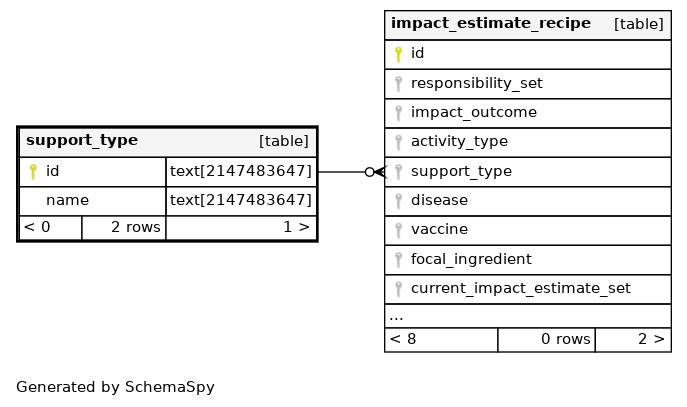 support_type [table]
id text[2147483647]
name text[2147483647]
< 0 2 rows 1 >
impact_estimate_recipe [table]
id
responsibility_set
impact_outcome
activity_type
support_type
disease
vaccine
focal_ingredient
current_impact_estimate_set
...
< 8 0 rows 2 >
Generated by SchemaSpy